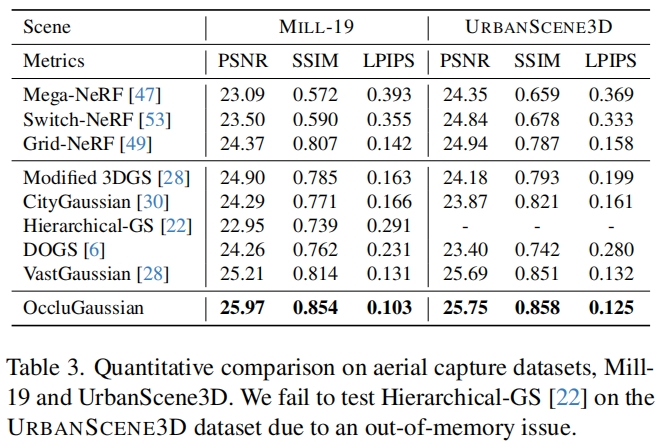 Scene MILL-19 URBANSCENE3D
Metrics PSNR SSIM LPIPS PSNR SSIM LPIPS
Mega-NeRF [47] 23.09 0.572 0.393 24.35 0.659 0.369
Switch-NeRF [53] 23.50 0.590 0.355 24.84 0.678 0.333
Grid-NeRF [49] 24.37 0.807 0.142 24.94 0.787 0.158
Modified 3DGS [28] 24.90 0.785 0.163 24.18 0.793 0.199
CityGaussian [30] 24.29 0.771 0.166 23.87 0.821 0.161
Hierarchical-GS [22] 22.95 0.739 0.291 - - -
DOGS [6] 24.26 0.762 0.231 23.40 0.742 0.280
VastGaussian [28] 25.21 0.814 0.131 25.69 0.851 0.132
OccluGaussian 25.97 0.854 0.103 25.75 0.858 0.125
Table 3. Quantitative comparison on aerial capture datasets, Mill-
19 and UrbanScene3D. We fail to test Hierarchical-GS [22] on the
URBANSCENE3D dataset due to an out-of-memory issue.